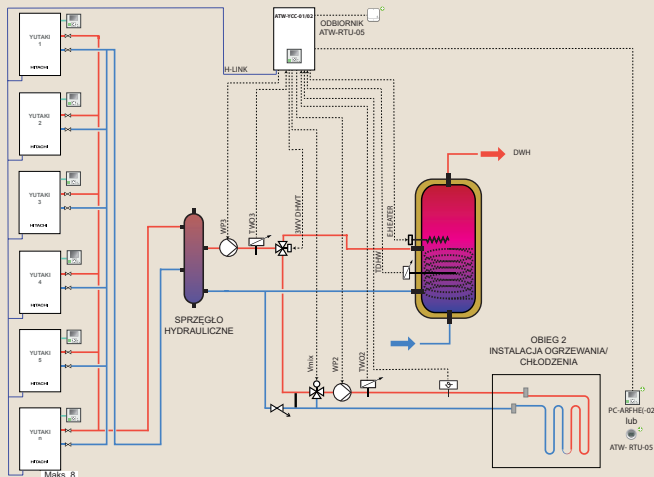 YUTAKI
1
HITACHI
YUTAKI
2
HITACHI
YUTAKI
3
HITACHI
YUTAKI
4
HITACHI
YUTAKI
5
HITACHI
YUTAKI
n
HITACHI
Maks. 8
ATW-YCC-01/02
ODBIORNIK
ATW-RTU-05
H-LINK
WP3
TWO3
3WV DHWT
E.HEATER
TDHW
DWH
SPRZĘGŁO
HYDRAULICZNE
Vmix
WP2
TWO2
OBIEG 2
INSTALACJA OGRZEWANIA/
CHŁODZENIA
PC-ARFHE(-02
lub
ATW- RTU-05